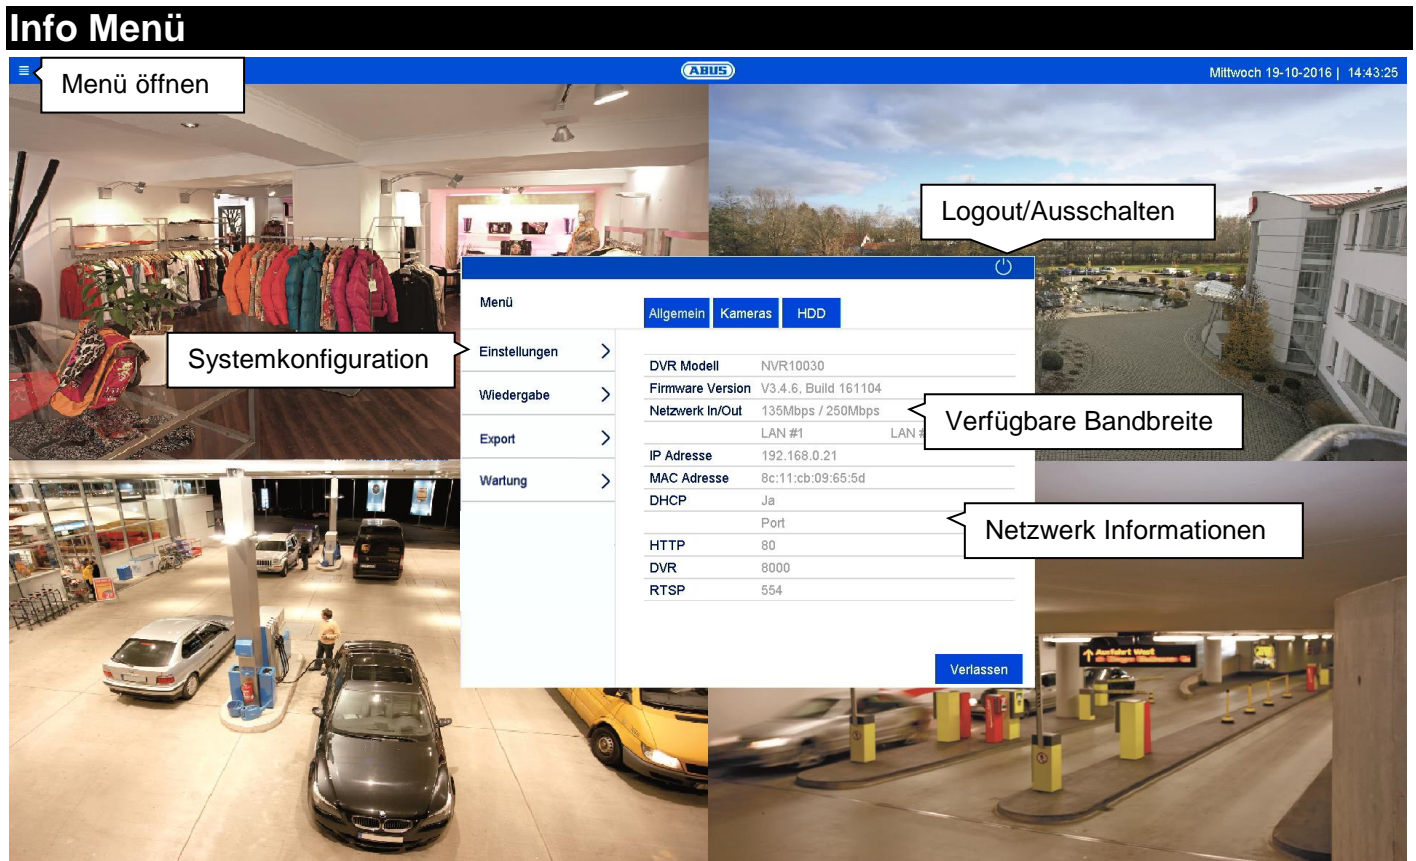 Info Menü
Menü öffnen
ABUS
Mittwoch 19-10-2016 | 14:43:25
Logout/Ausschalten
Menü
Allgemein Kameras HDD
Systemkonfiguration
Einstellungen
Wiedergabe
Export
Wartung
DVR Modell NVR10030
Firmware Version V3.4.6, Build 161104
Netzwerk In/Out 135Mbps / 250Mbps
Verfügbare Bandbreite
LAN #1 LAN #
IP Adresse 192.168.0.21
MAC Adresse 8c:11:cb:09:65:5d
DHCP Ja
Port
Netzwerk Informationen
HTTP 80
DVR 8000
RTSP 554
Verlassen
Ausfahrt West